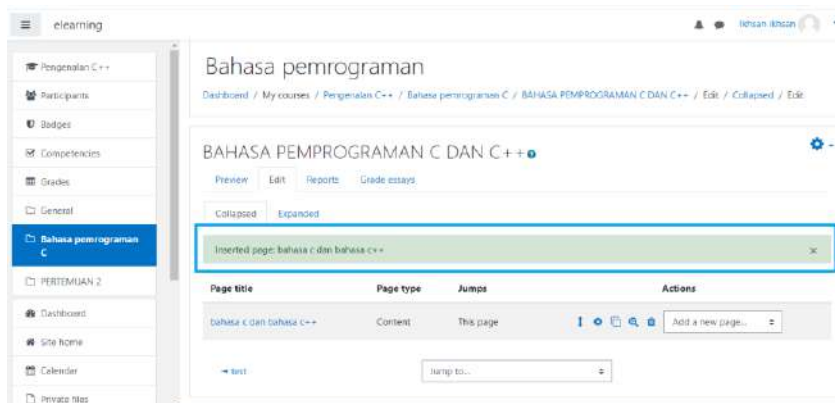 elearning
Ikhsan Ikhsan
Pengenalan C++
Participants
Badges
Competencies
Grades
General
Bahasa pemrograman
C
PERTEMUAN 2
Dashboard
Site home
Calendar
Private files
Bahasa pemrograman
Dashboard / My courses / Pengenalan C++ / Bahasa pemrograman C / BAHASA PEMPROGRAMAN C DAN C++ / Edit / Collapsed / Edit
BAHASA PEMPROGRAMAN C DAN C++
Preview Edit Reports Grade essays
Collapsed Expanded
Inserted page: bahasa c dan bahasa c++ ×
Page title Page type Jumps Actions
bahasa c dan bahasa c++ Content This page Add a new page...
test Jump to...